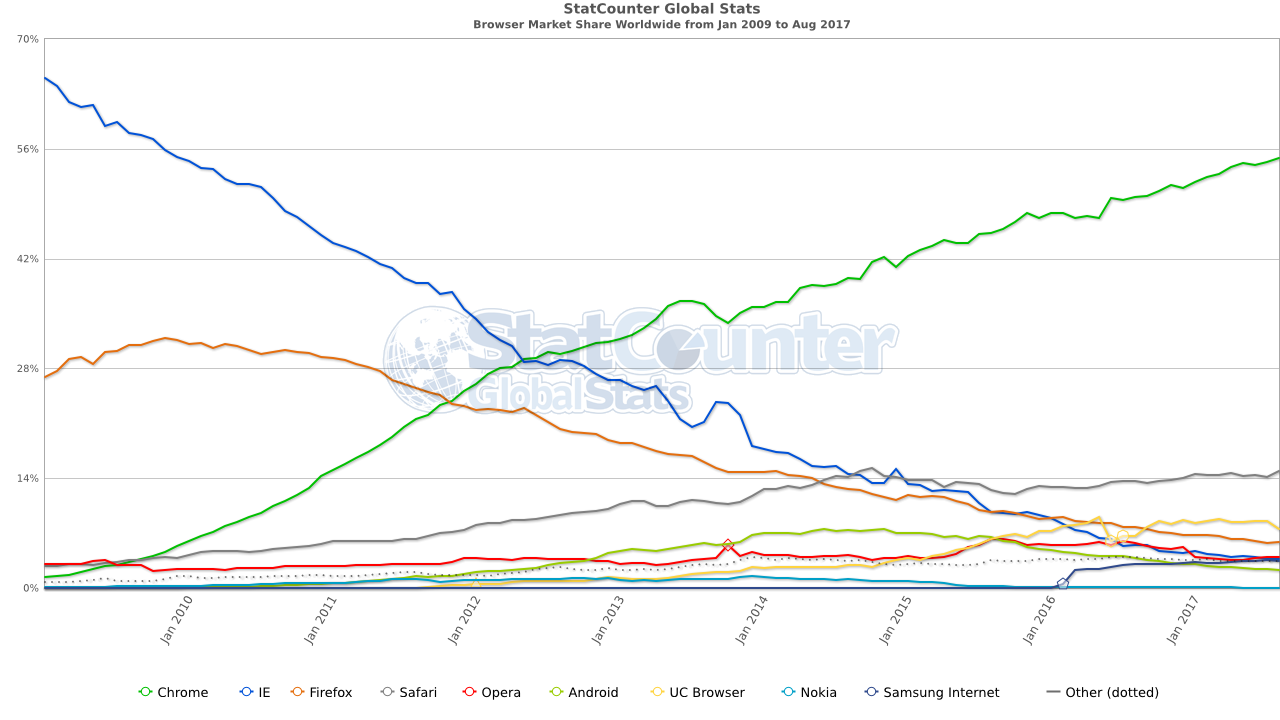 StatCounter Global Stats
Browser Market Share Worldwide from Jan 2009 to Aug 2017
70%
56%
42%
28%
14%
0%
StatCounter
GlobalStats
Jan 2010
Jan 2011
Jan 2012
Jan 2013
Jan 2014
Jan 2015
Jan 2016
Jan 2017
Chrome IE Firefox Safari Opera Android UC Browser Nokia Samsung Internet Other (dotted)